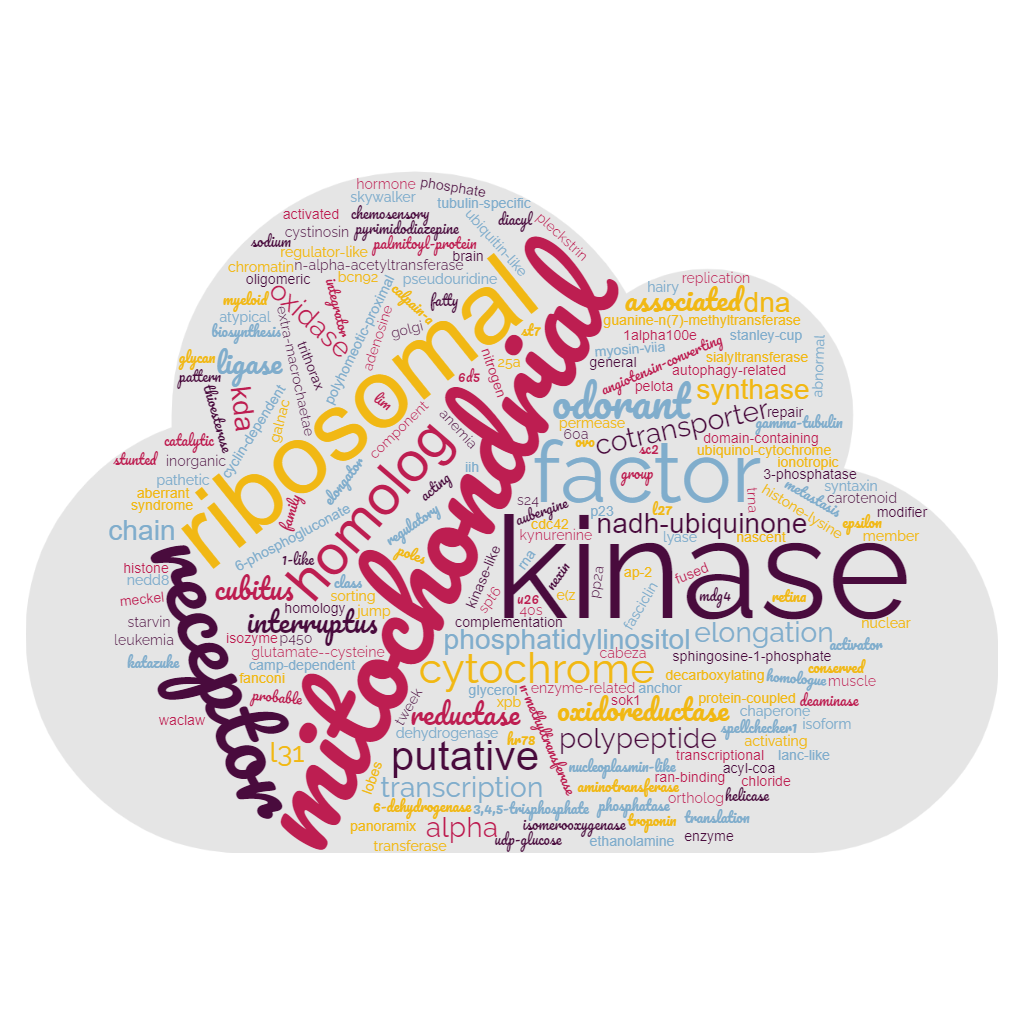 hormone
phosphate
skywalker
tubulin-specific
activated
chemosensory
ubiquitin-like
diacyl
pleckstrin
cystinosin
pyrimidodiazepine
sodium
regulator-like
palmitoyl-protein
brain
chromatin
n-alpha-acetyltransferase
oligomeric
bcn92
pseudouridine
myeloid
oxidase
integrator
calpain-a
fatty
polyhomeotic-proximal
adenosine
golgi
st7
atypical
extra-macrochaetae
trithorax
biosynthesis
glycan
ligase
pattern
thioesterase
kda
cyclin-dependent
galnac
lim
component
nitrogen
25a
6d5
anemia
ribosomal
mitochondrial
homolog
hairy
replication
associated
dna
guanine-n(7)-methyltransferase
1alpha100e
stanley-cup
myosin-viia
angiotensin-converting
sialyltransferase
general
autophagy-related
abnormal
pelota
synthase
odorant
permease
cotransporter
repair
gamma-tubulin
60a
ovo
sc2
domain-containing
ubiquinol-cytochrome
ionotropic
factor
group
3-phosphatase
catalytic
stunted
inorganic
pathetic
aberrant
syndrome
family
elongator
iih
acting
6-phosphogluconate
regulatory
chain
s24
aubergine
p23
l27
trna
histone-lysine
metastasis
syntaxin
carotenoid
modifier
epsilon
member
cdc42
kynurenine
nadh-ubiquinone
lyase
nascent
kinase
receptor
histone
nedd8
meckel
starvin
leukemia
katazuke
1-like
poles
class
sorting
jump
cubitus
homology
interruptus
isozyme
p450
glutamate--cysteine
camp-dependent
fanconi
probable
waclaw
kinase-like
spt6
rna
nexin
u26
40s
e(z
pp2a
ap-2
fasciclin
fused
mdg4
retina
nuclear
complementation
phosphatidylinositol
elongation
activator
cabeza
sphingosine-1-phosphate
cytochrome
decarboxylating
homologue
conserved
muscle
glycerol
enzyme-related
anchor
xpb
sok1
protein-coupled
deaminase
tweek
reductase
n-methyltransferase
oxidoreductase
chaperone
spellchecker1
isoform
dehydrogenase
hr78
polypeptide
activating
transcriptional
lanc-like
l31
putative
nucleoplasmin-like
acyl-coa
ran-binding
chloride
lobes
transcription
aminotransferase
ortholog
helicase
6-dehydrogenase
3,4,5-trisphosphate
phosphatase
panoramix
alpha
isomerooxygenase
troponin
translation
transferase
udp-glucose
ethanolamine
enzyme